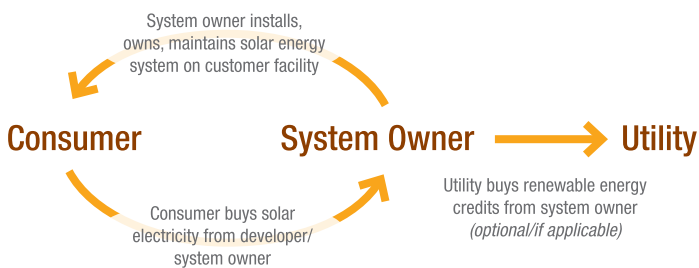 System owner installs,
owns, maintains solar energy
system on customer facility
Consumer
System Owner
Utility
Consumer buys solar
electricity from developer/
system owner
Utility buys renewable energy
credits from system owner
(optional/if applicable)